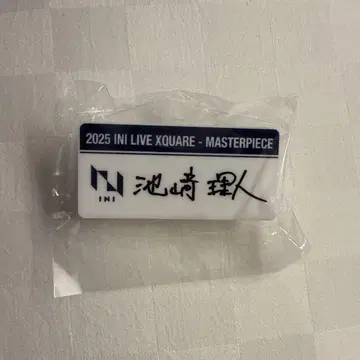 2025 INI LIVE XQUARE - MASTERPIECE
INI
池﨑理人